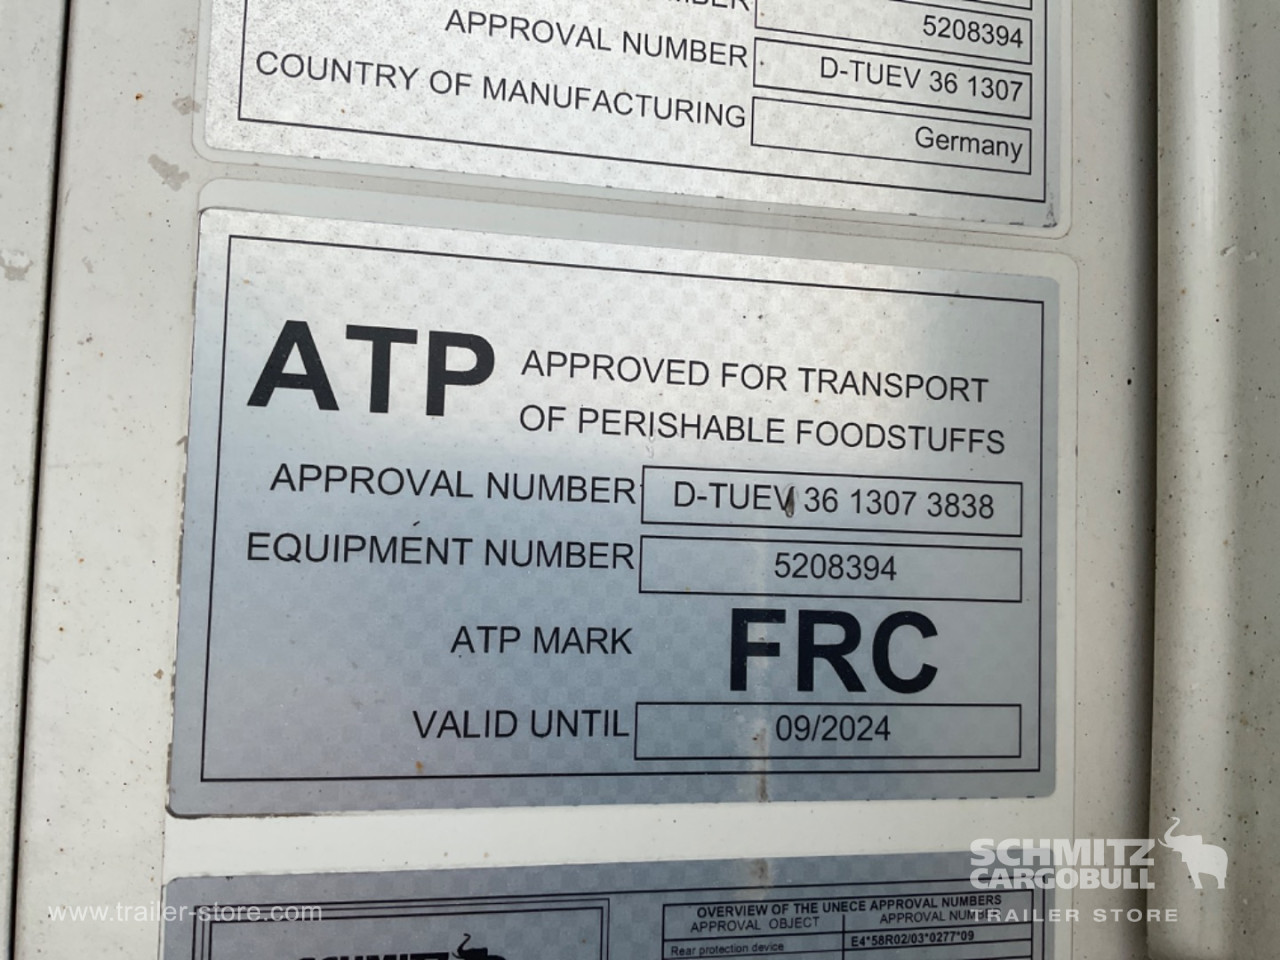 5208394
APPROVAL NUMBER D-TUEV 36 1307
COUNTRY OF MANUFACTURING Germany
ATP APPROVED FOR TRANSPORT
OF PERISHABLE FOODSTUFFS
APPROVAL NUMBER D-TUEV 36 1307 3838
EQUIPMENT NUMBER 5208394
ATP MARK FRC
VALID UNTIL 09/2024
SCHMITZ
CARGOBULL
TRAILER STORE
www.trailer-store.com
OVERVIEW OF THE UNECE APPROVAL NUMBERS
APPROVAL OBJECT APPROVAL NUMBER
Rear protection device E4*58R02/03*0277*09
SCHMITZ